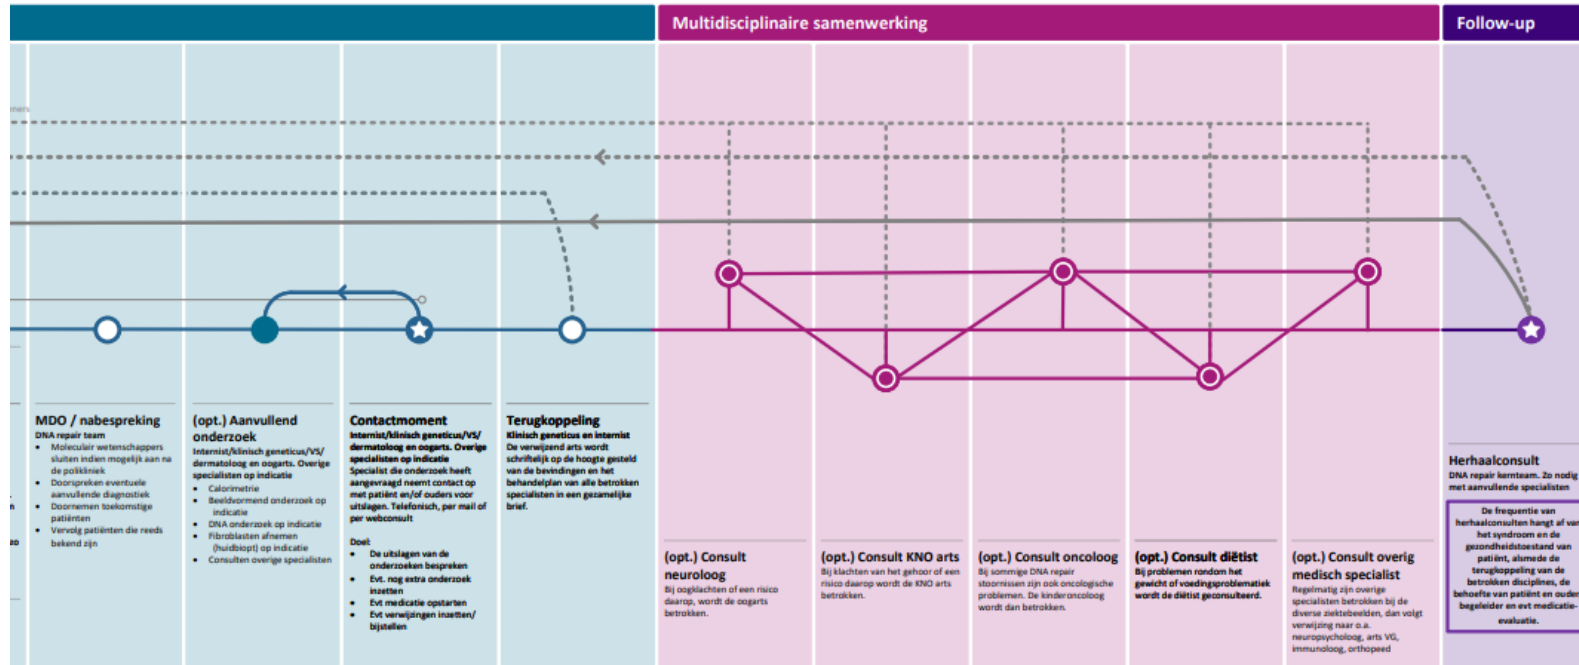 Multidisciplinaire samenwerking
Follow-up
MDO / nabespreking
DNA repair team
• Moleculair wetenschappers
sluiten indien mogelijk aan na
de polikliniek
• Doorspreken eventuele
aanvullende diagnostiek
• Doornemen toekomstige
patiënten
• Vervolg patiënten die reeds
bekend zijn
(opt.) Aanvullend
onderzoek
Internist/klinisch geneticus/VS/
dermatoloog en oogarts. Overige
specialisten op indicatie
• Calorimetrie
• Beeldvormend onderzoek op
indicatie
• DNA onderzoek op indicatie
• Fibroblasten afnemen
(huidbiopt) op indicatie
• Consulten overige specialisten
Contactmoment
Internist/klinisch geneticus/VS/
dermatoloog en oogarts. Overige
specialisten op indicatie
Specialist die onderzoek heeft
aangevraagd neemt contact op
met patiënt en/of ouders voor
uitslagen. Telefonisch, per mail of
per webconsult
Doel:
• De uitslagen van de
onderzoeken bespreken
• Evt. nog extra onderzoek
inzetten
• Evt medicatie opstarten
• Evt verwijzingen inzetten/
bijstellen
Terugkoppeling
Klinisch geneticus en internist
De verwijzend arts wordt
schriftelijk op de hoogte gesteld
van de bevindingen en het
behandelplan van alle betrokken
specialisten in een gezamelijke
brief.
(opt.) Consult
neuroloog
Bij oogklachten of een risico
daarop, wordt de oogarts
betrokken.
(opt.) Consult KNO arts
Bij klachten van het gehoor of een
risico daarop wordt de KNO arts
betrokken.
(opt.) Consult oncoloog
Bij sommige DNA repair
stoornissen zijn ook oncologische
problemen. De kinderoncoloog
wordt dan betrokken.
(opt.) Consult diëtist
Bij problemen rondom het
gewicht of voedingsproblematiek
wordt de diëtist geconsulteerd.
(opt.) Consult overig
medisch specialist
Regelmatig zijn overige
specialisten betrokken bij de
diverse ziektebeelden, dan volgt
verwijzing naar o.a.
neuropsycholoog, arts VG,
immunoloog, orthopeed
Herhaalconsult
DNA repair kernteam. Zo nodig
met aanvullende specialisten
De frequentie van
herhaalconsulten hangt af van
het syndroom en de
gezondheidstoestand van
patiënt, alsmede de
terugkoppeling van de
betrokken disciplines, de
behoefte van patiënt en ouder
begeleider en evt medicatie-
evaluatie.